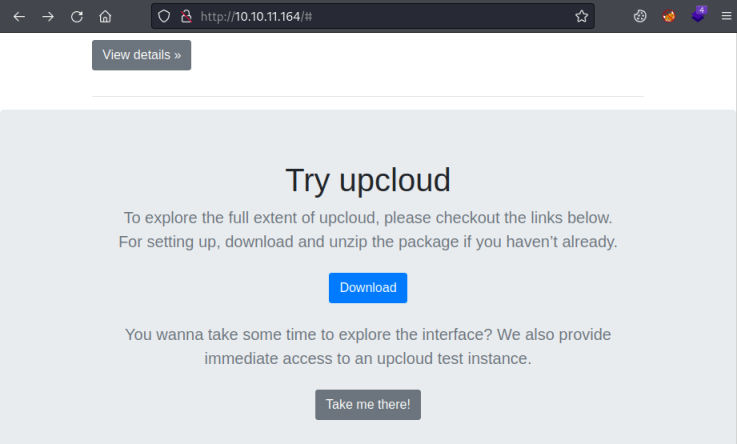 http://10.10.11.164/#
4
View details »
Try upcloud
To explore the full extent of upcloud, please checkout the links below.
For setting up, download and unzip the package if you haven’t already.
Download
You wanna take some time to explore the interface? We also provide
immediate access to an upcloud test instance.
Take me there!